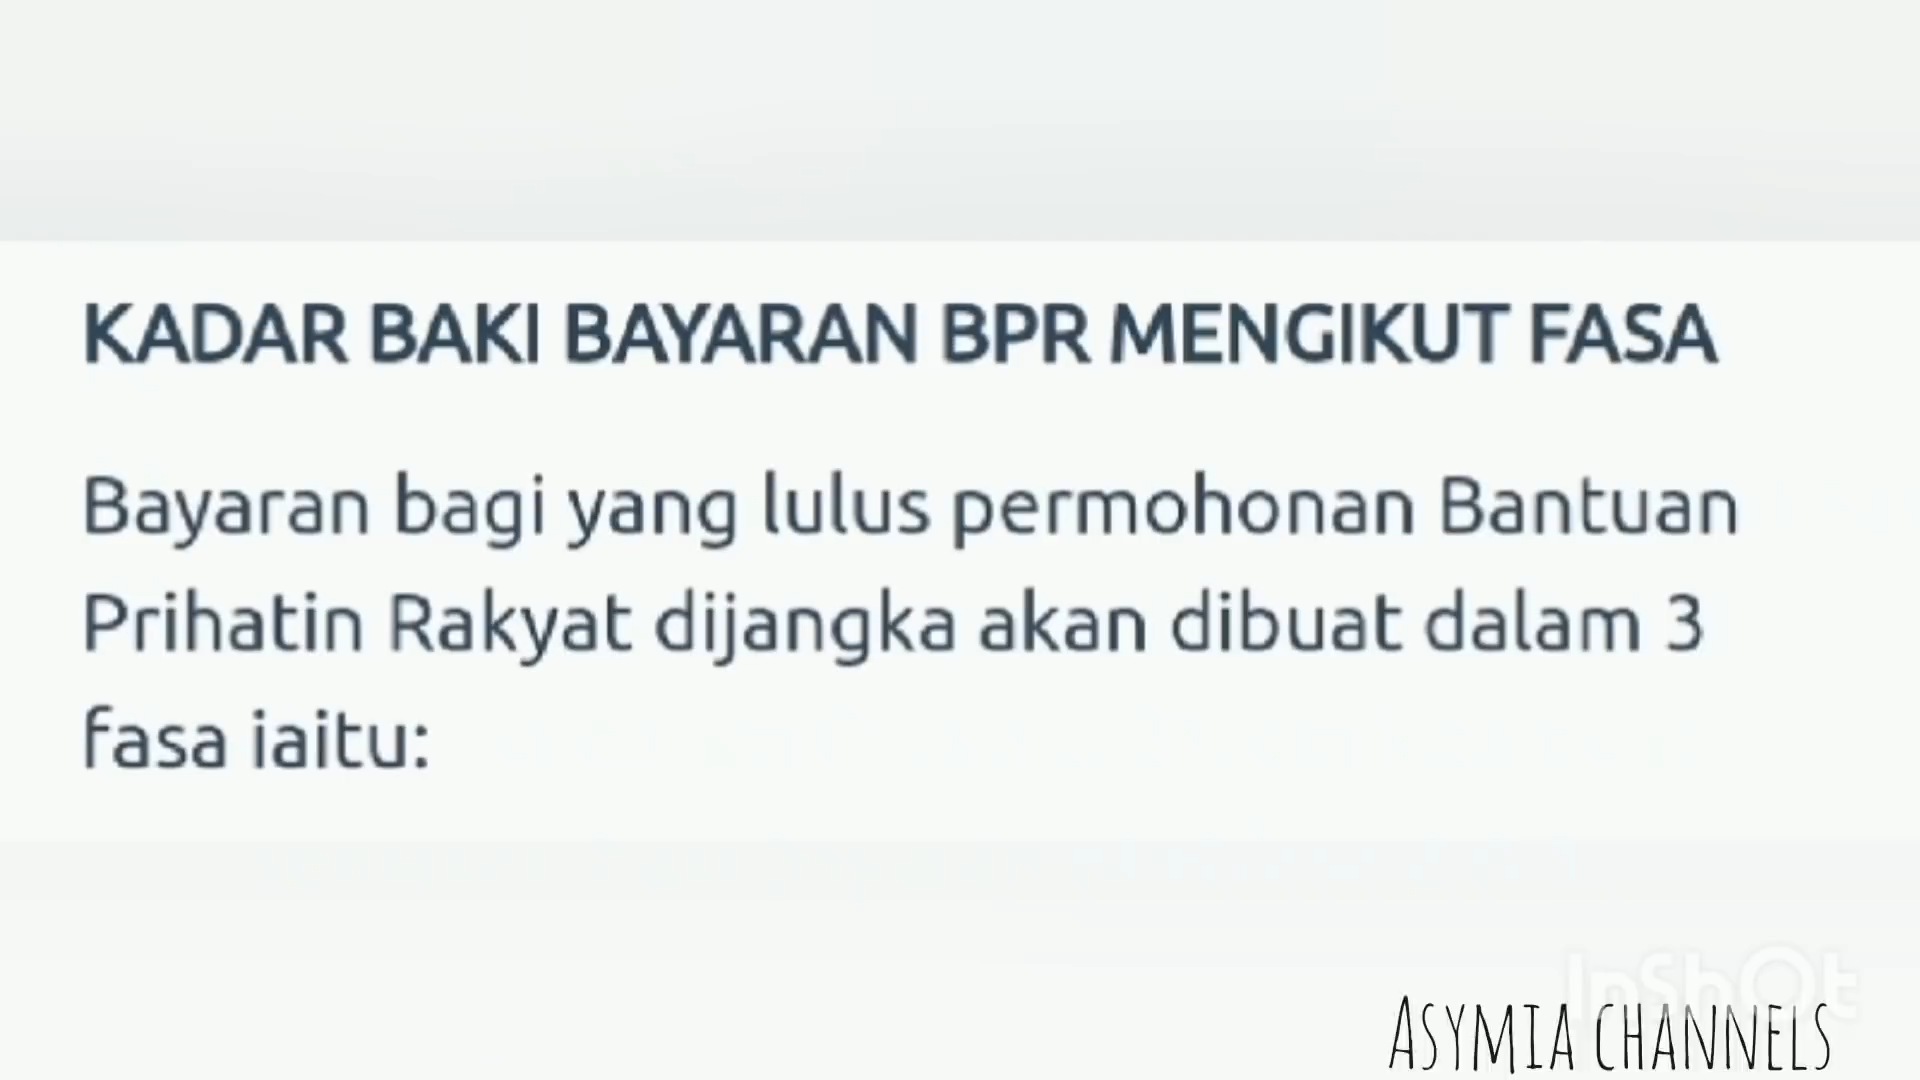 KADAR BAKI BAYARAN BPR MENGIKUT FASA
Bayaran bagi yang lulus permohonan Bantuan
Prihatin Rakyat dijangka akan dibuat dalam 3
fasa iaitu:
InShOt
ASYMIA CHANNELS